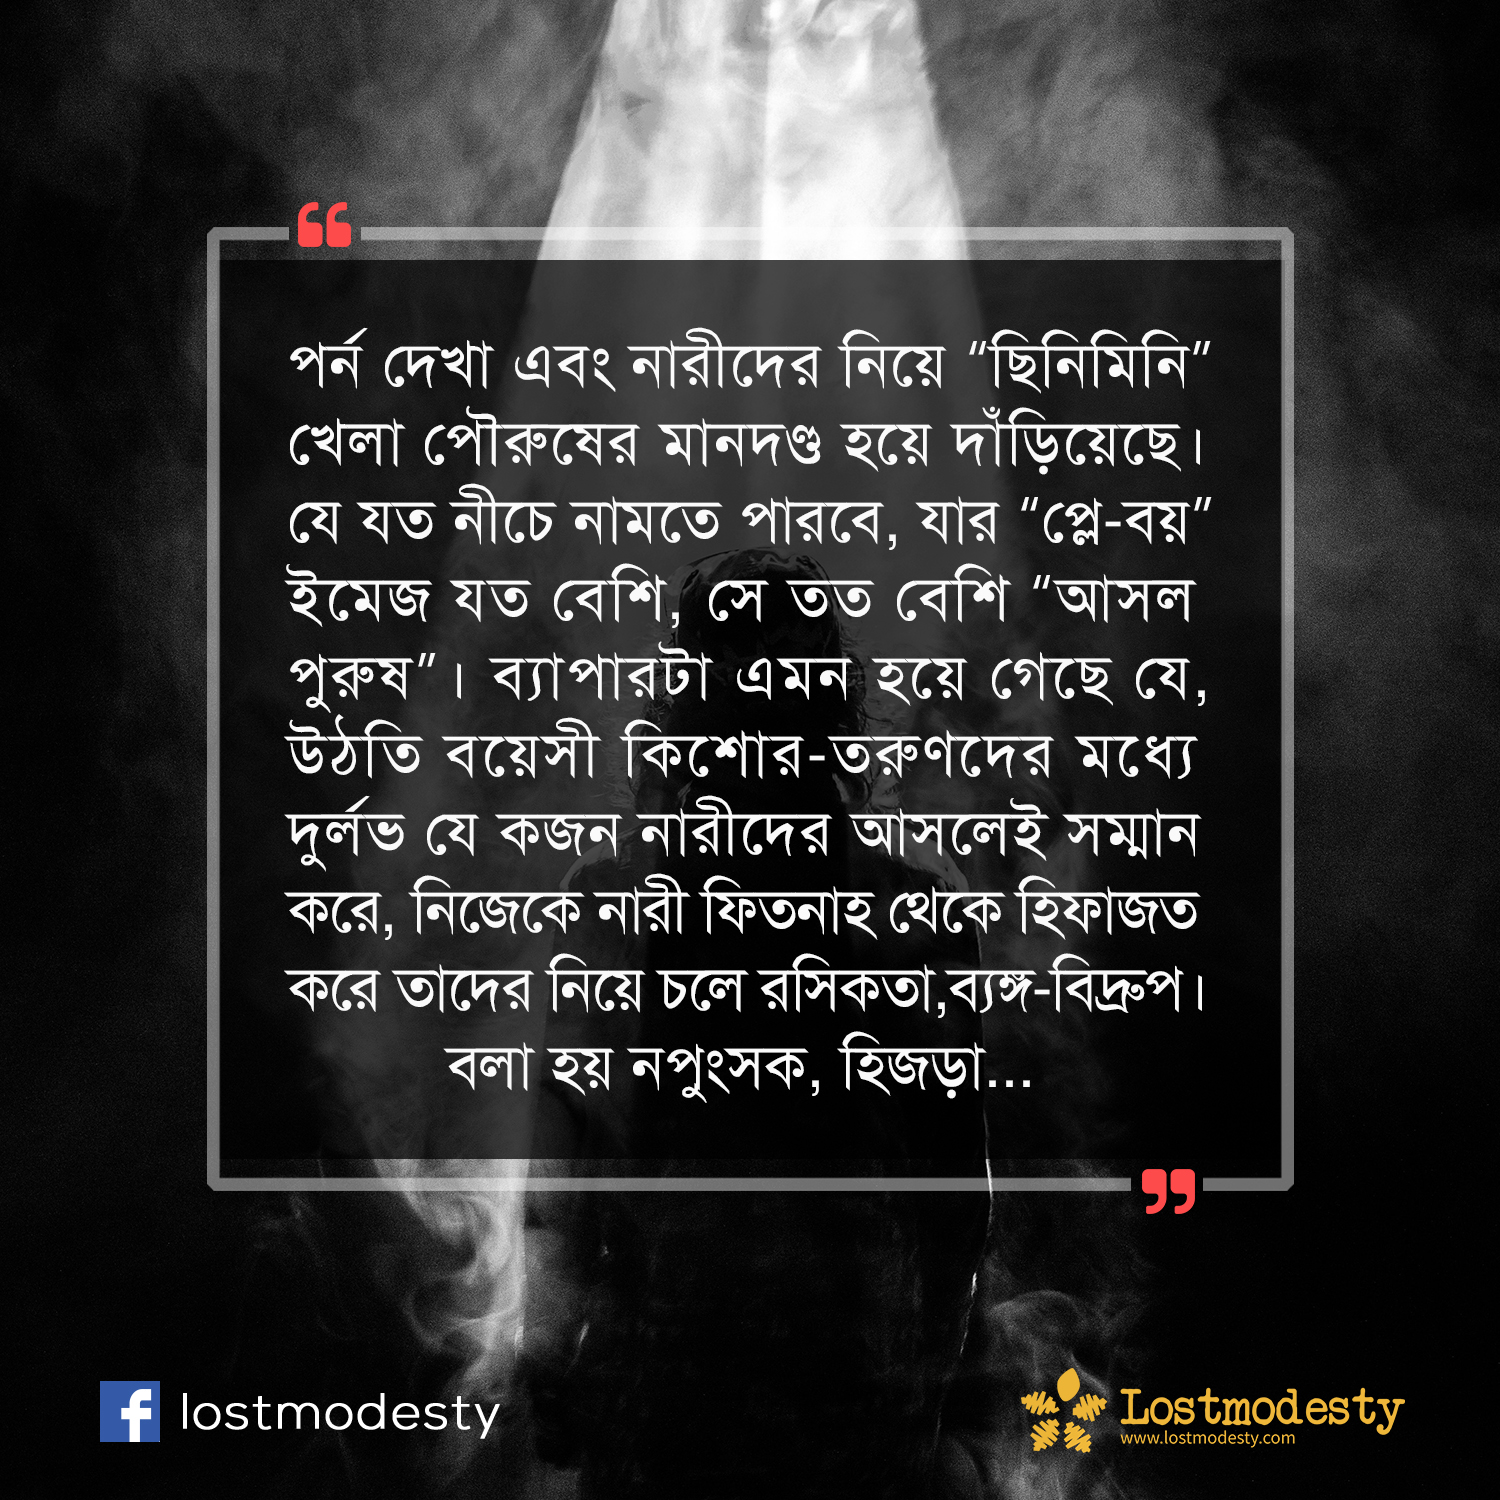 “
পর্ন দেখা এবং নারীদের নিয়ে “ছিনিমিনি”
খেলা পৌরুষের মানদণ্ড হয়ে দাঁড়িয়েছে।
যে যত নীচে নামতে পারবে, যার “প্লে-বয়”
ইমেজ যত বেশি, সে তত বেশি “আসল
পুরুষ”। ব্যাপারটা এমন হয়ে গেছে যে,
উঠতি বয়েসী কিশোর-তরুণদের মধ্যে
দুর্লভ যে কজন নারীদের আসলেই সম্মান
করে, নিজেকে নারী ফিতনাহ থেকে হিফাজত
করে তাদের নিয়ে চলে রসিকতা,ব্যঙ্গ-বিদ্রুপ।
বলা হয় নপুংসক, হিজড়া...
”
f lostmodesty
Lostmodesty
www.lostmodesty.com